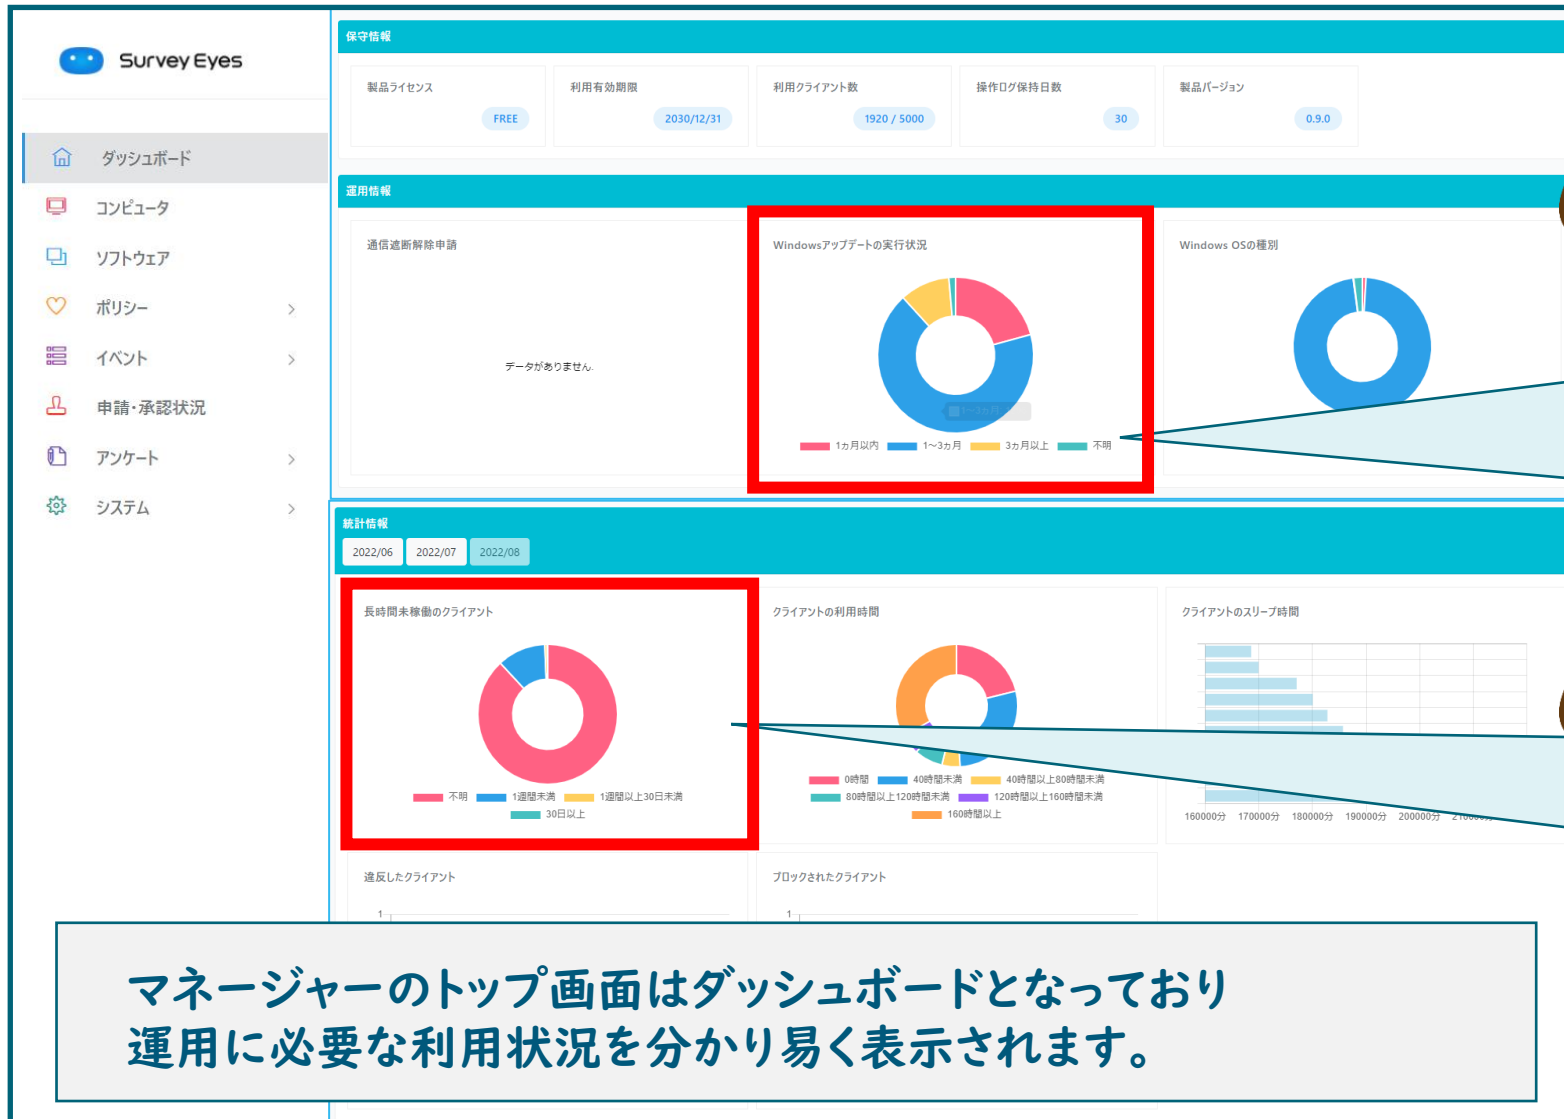 Survey Eyes
ダッシュボード
コンピュータ
ソフトウェア
ポリシー
イベント
申請・承認状況
アンケート
システム
保守情報
製品ライセンス
FREE
利用有効期限
2030/12/31
利用クライアント数
1920 / 5000
操作ログ保持日数
30
製品バージョン
0.9.0
運用情報
通信遮断解除申請
データがありません.
Windowsアップデートの実行状況
1~3ヵ月
1ヵ月以内 1~3ヵ月 3ヵ月以上 不明
Windows OSの種別
統計情報
2022/06 2022/07 2022/08
長時間未稼働のクライアント
不明 1週間未満 1週間以上30日未満
30日以上
クライアントの利用時間
0時間 40時間未満 40時間以上80時間未満
80時間以上120時間未満 120時間以上160時間未満
160時間以上
クライアントのスリープ時間
160000分 170000分 180000分 190000分 200000分
違反したクライアント
1
ブロックされたクライアント
1
マネージャーのトップ画面はダッシュボードとなっており
運用に必要な利用状況を分かり易く表示されます。